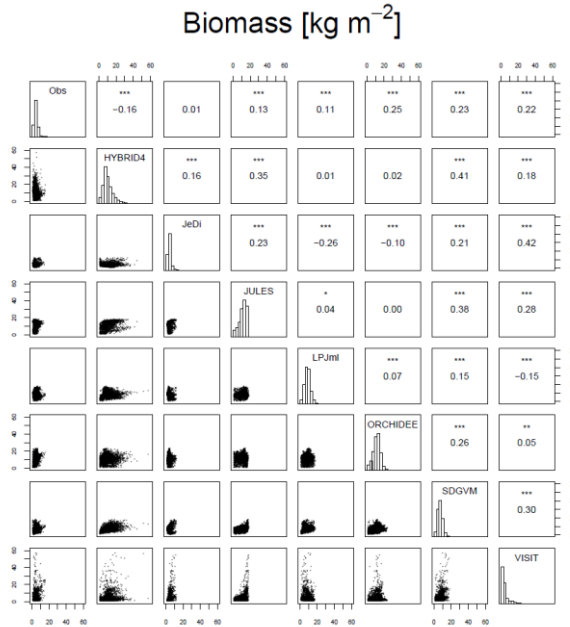 Biomass [kg m⁻²]
0 20 40 60 0 20 40 60 0 20 40 60 0 20 40 60
Obs *** *** *** *** *** ***
−0.16 0.01 0.13 0.11 0.25 0.23 0.22
0 20 40 60
HYBRID4 *** *** *** ***
0.16 0.35 0.01 0.02 0.41 0.18
JeDi *** *** *** *** ***
0.23 −0.26 −0.10 0.21 0.42
0 20 40 60
JULES * *** ***
0.04 0.00 0.38 0.28
LPJml *** *** ***
0.07 0.15 −0.15
0 20 40 60
ORCHIDEE *** **
0.26 0.05
SDGVM ***
0.30
0 20 40 60
VISIT
0 20 40 60 0 20 40 60 0 20 40 60 0 20 40 60